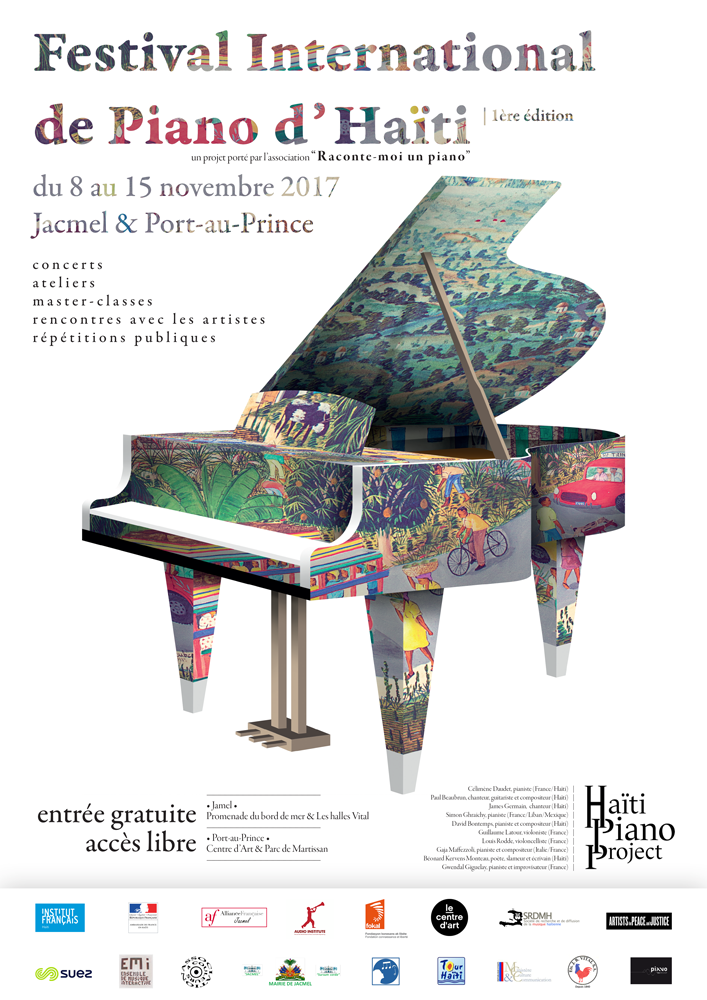 Festival International
de Piano d'Haïti | 1ère édition
un projet porté par l'association "Raconte-moi un piano"
du 8 au 15 novembre 2017
Jacmel & Port-au-Prince
concerts
ateliers
master-classes
rencontres avec les artistes
répétitions publiques
entrée gratuite
accès libre
• Jamel •
Promenade du bord de mer & Les halles Vital
• Port-au-Prince •
Centre d'Art & Parc de Martissan
Célimène Daudet, pianiste (France/Haïti)
Paul Beaubrun, chanteur, guitariste et compositeur (Haïti)
James Germain, chanteur (Haïti)
Simon Ghraichy, pianiste (France/Liban/Mexique)
David Bontemps, pianiste et compositeur (Haïti)
Guillaume Latour, violoniste (France)
Louis Rodde, violoncelliste (France)
Gaja Maffezzoli, pianiste et compositeur (Italie/France)
Béonard Kervens Monteau, poète, slameur et écrivain (Haïti)
Gwendal Giguelay, pianiste et improvisateur (France)
Haïti
Piano
Project
INSTITUT
FRANÇAIS
af AllianceFrançaise
Jacmel
AUDIO INSTITUTE
fokal
le
centre
d'art
SRDMH
ARTISTS for PEACE and JUSTICE
suez
EMi
ENSEMBLE
DE MUSIQUE
INTERACTIVE
JACMEL
MAIRIE DE JACMEL
JACMEL
Tour
Haïti